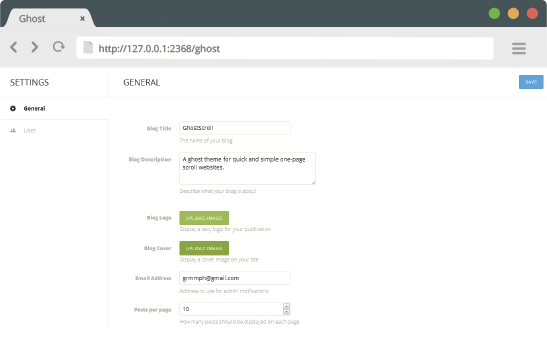 Ghost x
http://127.0.0.1:2368/ghost
SETTINGS
GENERAL
SAVE
General
User
Blog Title
GhostScroll
The name of your blog
Blog Description
A ghost theme for quick and simple one-page
scroll websites.
Describe what your blog is about
Blog Logo
UPLOAD IMAGE
Display a sexy logo for your publication
Blog Cover
UPLOAD IMAGE
Display a cover image on your site
Email Address
grmmph@gmail.com
Address to use for admin notifications
Posts per page
10
How many posts should be displayed on each page